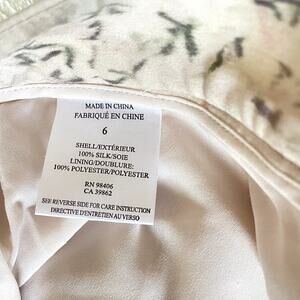 MADE IN CHINA
FABRIQUÉ EN CHINE
6
SHELL/EXTÉRIEUR
100% SILK/SOIE
LINING/DOUBLURE:
100% POLYESTER/POLYESTER
RN 98406
CA 39862
SEE REVERSE SIDE FOR CARE INSTRUCTION
DIRECTIVE D'ENTRETIEN AU VERSO